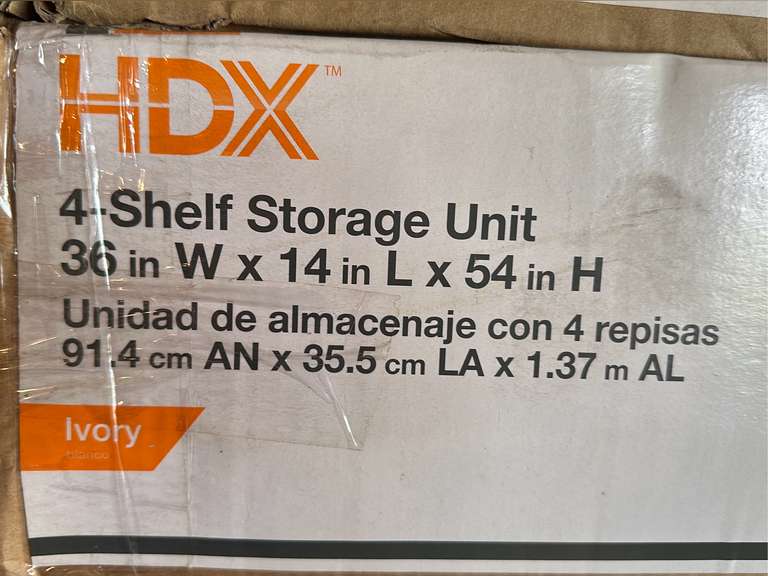 HDX™
4-Shelf Storage Unit
36 in W x 14 in L x 54 in H
Unidad de almacenaje con 4 repisas
91.4 cm AN x 35.5 cm LA x 1.37 m AL
Ivory
blanco